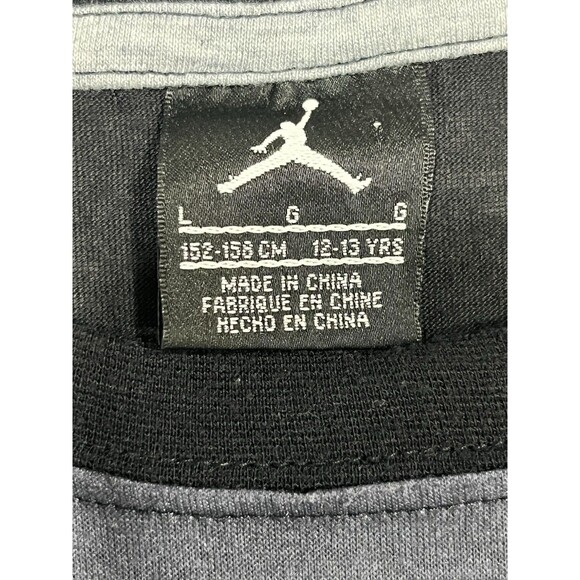 L G G
152-158 CM 12-13 YRS
MADE IN CHINA
FABRIQUE EN CHINE
HECHO EN CHINA